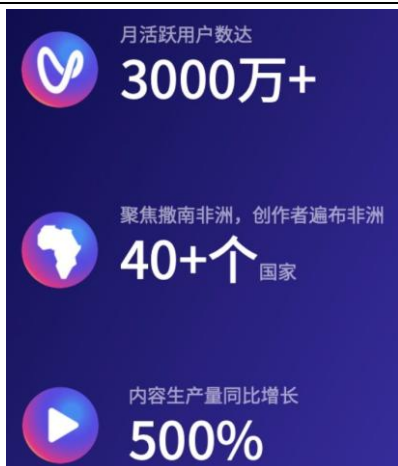 月活跃用户数达
3000万+
聚焦撒南非洲，创作者遍布非洲
40+个国家
内容生产量同比增长
500%